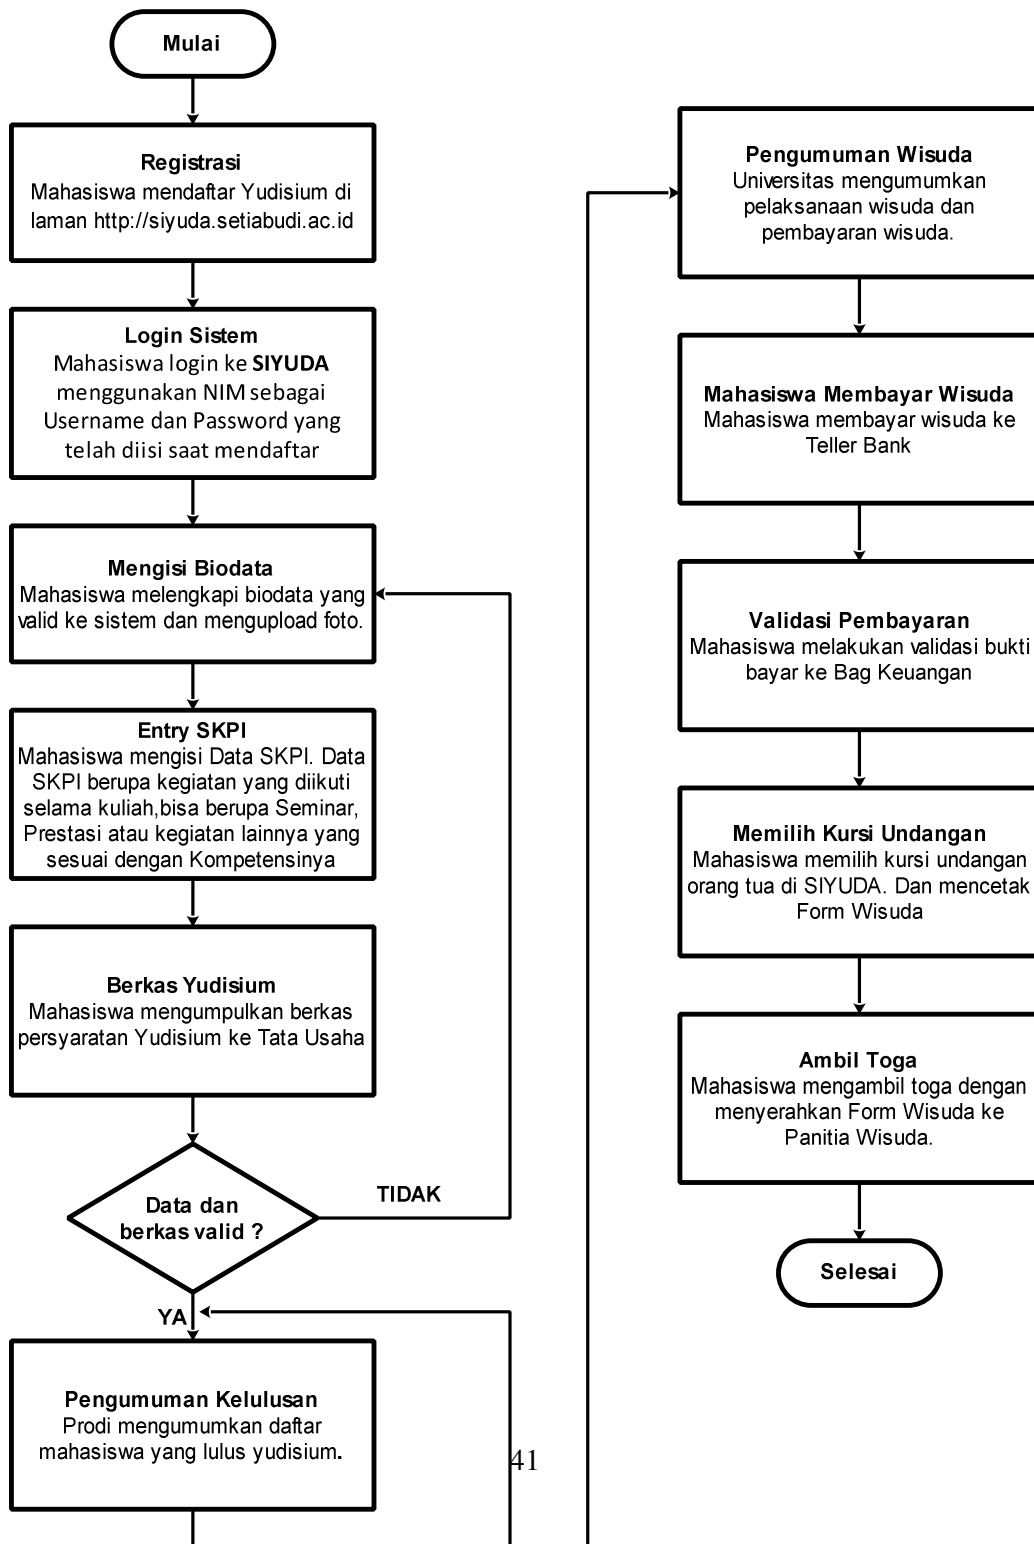 Mulai
Registrasi
Mahasiswa mendaftar Yudisium di
laman http://siyuda.setiabudi.ac.id
Login Sistem
Mahasiswa login ke SIYUDA
menggunakan NIM sebagai
Username dan Password yang
telah diisi saat mendaftar
Mengisi Biodata
Mahasiswa melengkapi biodata yang
valid ke sistem dan mengupload foto.
Entry SKPI
Mahasiswa mengisi Data SKPI. Data
SKPI berupa kegiatan yang diikuti
selama kuliah,bisa berupa Seminar,
Prestasi atau kegiatan lainnya yang
sesuai dengan Kompetensinya
Berkas Yudisium
Mahasiswa mengumpulkan berkas
persyaratan Yudisium ke Tata Usaha
Data dan
berkas valid ?
TIDAK
YA
Pengumuman Kelulusan
Prodi mengumumkan daftar
mahasiswa yang lulus yudisium.
Pengumuman Wisuda
Universitas mengumumkan
pelaksanaan wisuda dan
pembayaran wisuda.
Mahasiswa Membayar Wisuda
Mahasiswa membayar wisuda ke
Teller Bank
Validasi Pembayaran
Mahasiswa melakukan validasi bukti
bayar ke Bag Keuangan
Memilih Kursi Undangan
Mahasiswa memilih kursi undangan
orang tua di SIYUDA. Dan mencetak
Form Wisuda
Ambil Toga
Mahasiswa mengambil toga dengan
menyerahkan Form Wisuda ke
Panitia Wisuda.
Selesai
41